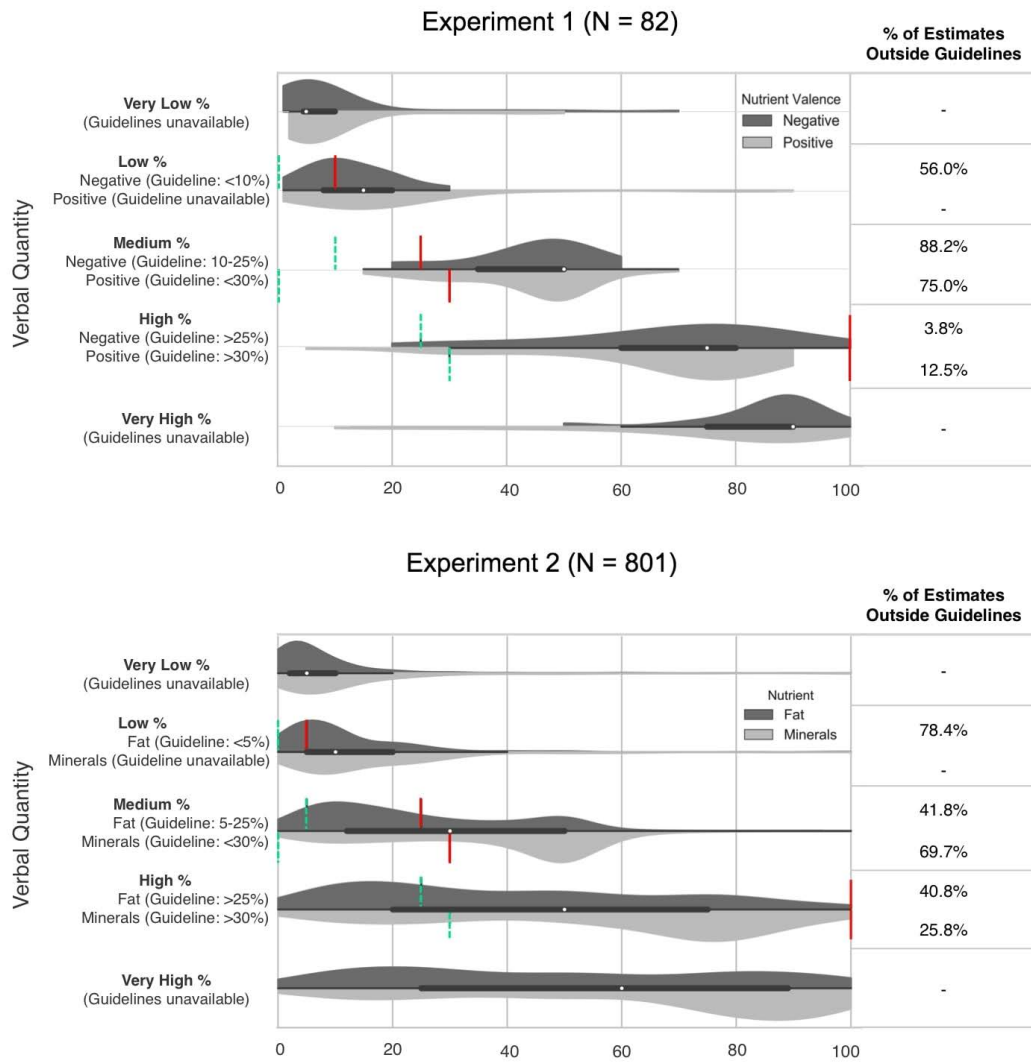 Experiment 1 (N = 82)
% of Estimates
Outside Guidelines
Verbal Quantity
Very Low %
(Guidelines unavailable)
-
Nutrient Valence
Negative
Positive
Low %
Negative (Guideline: <10%)
Positive (Guideline unavailable)
56.0%
-
Medium %
Negative (Guideline: 10-25%)
Positive (Guideline: <30%)
88.2%
75.0%
High %
Negative (Guideline: >25%)
Positive (Guideline: >30%)
3.8%
12.5%
Very High %
(Guidelines unavailable)
-
0 20 40 60 80 100
Experiment 2 (N = 801)
% of Estimates
Outside Guidelines
Verbal Quantity
Very Low %
(Guidelines unavailable)
-
Nutrient
Fat
Minerals
Low %
Fat (Guideline: <5%)
Minerals (Guideline unavailable)
78.4%
-
Medium %
Fat (Guideline: 5-25%)
Minerals (Guideline: <30%)
41.8%
69.7%
High %
Fat (Guideline: >25%)
Minerals (Guideline: >30%)
40.8%
25.8%
Very High %
(Guidelines unavailable)
-
0 20 40 60 80 100